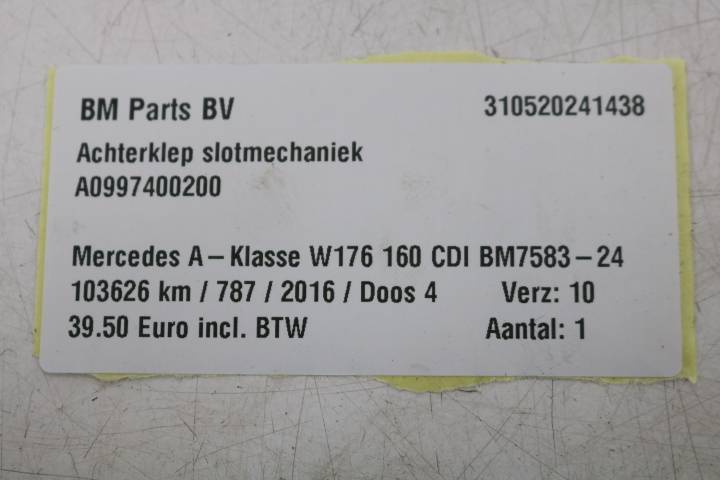 BM Parts BV 310520241438
Achterklep slotmechaniek
A0997400200
Mercedes A-Klasse W176 160 CDI BM7583-24
103626 km / 787 / 2016 / Doos 4 Verz: 10
39.50 Euro incl. BTW Aantal: 1